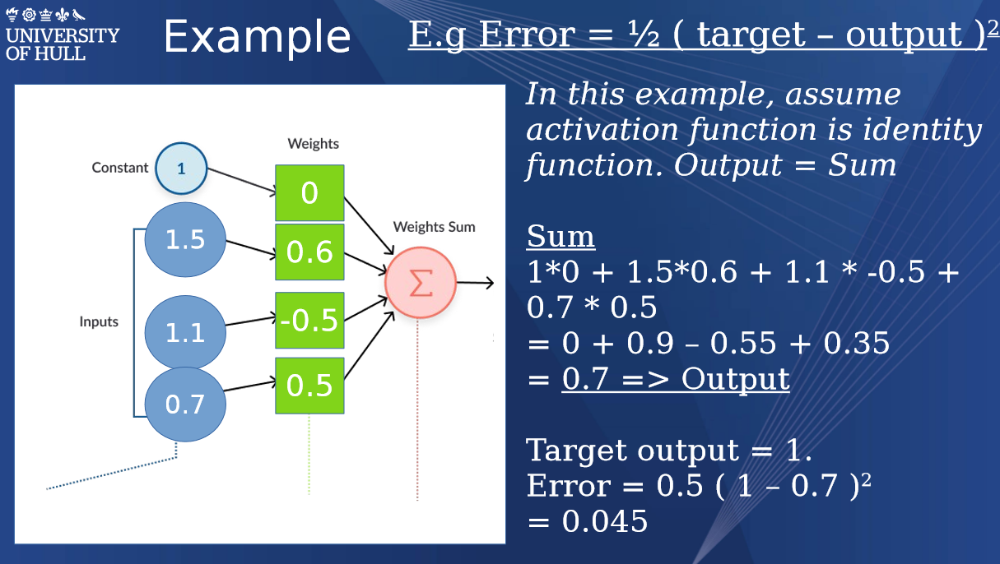 UNIVERSITY
OF HULL
Example
E.g Error = ½ ( target – output )²
In this example, assume
activation function is identity
function. Output = Sum
Sum
1*0 + 1.5*0.6 + 1.1 * -0.5 +
0.7 * 0.5
= 0 + 0.9 – 0.55 + 0.35
= 0.7 => Output
Target output = 1.
Error = 0.5 ( 1 – 0.7 )²
= 0.045
Weights
Constant
1
0
1.5
0.6
Weights Sum
Σ
Inputs
1.1
-0.5
0.7
0.5